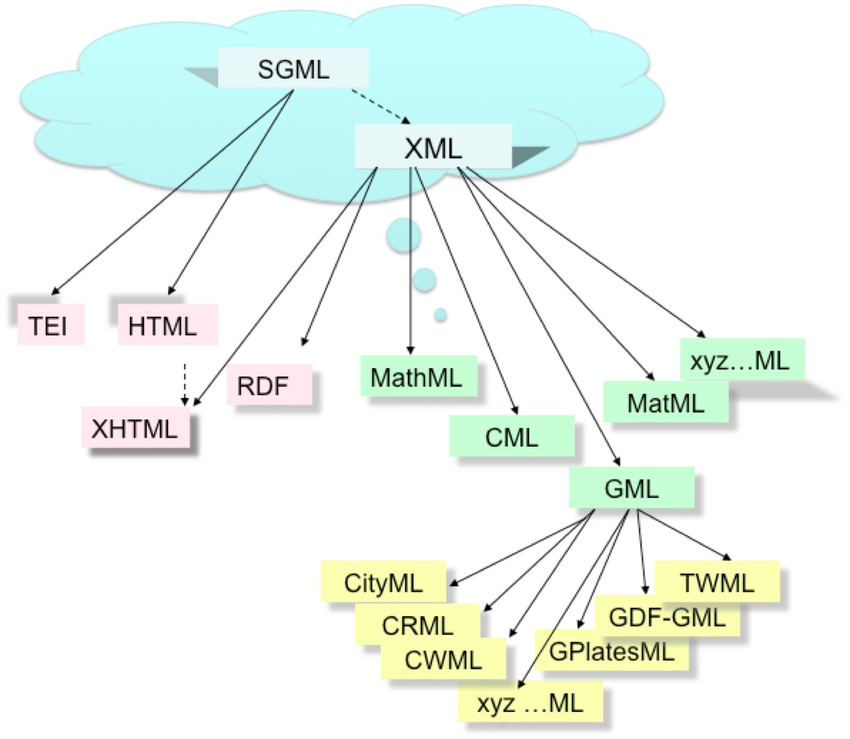 SGML
XML
TEI
HTML
XHTML
RDF
MathML
CML
GML
MatML
xyz...ML
CityML
CRML
CWML
xyz ...ML
GPlatesML
GDF-GML
TWML